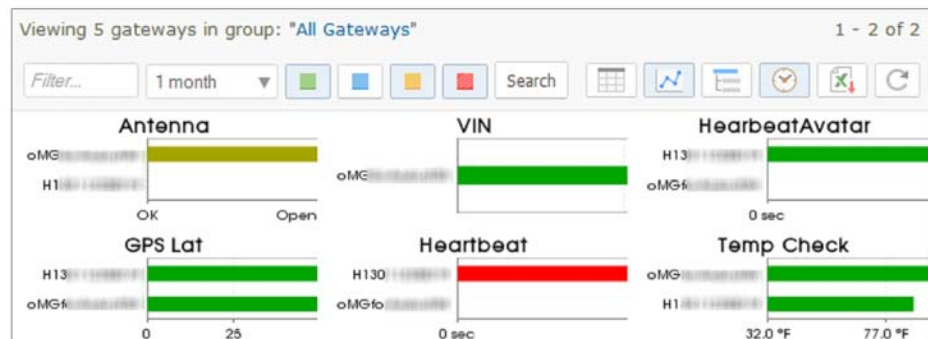 Viewing 5 gateways in group: "All Gateways" 1 - 2 of 2
Filter... 1 month Search
Antenna VIN HearbeatAvatar
oMG
H1
oMG
H13
oMGf
OK Open 0 sec
GPS Lat Heartbeat Temp Check
H13 H130 oMG
oMGf oMGfo H1
0 25 0 sec 32.0 °F 77.0 °F